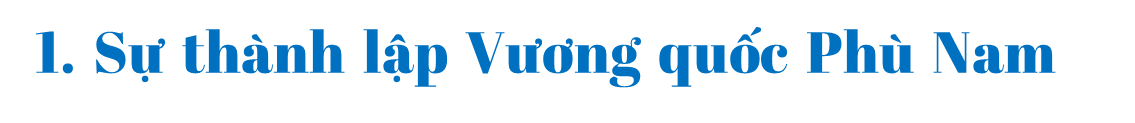 1. Sự thành lập Vương quốc Phù Nam